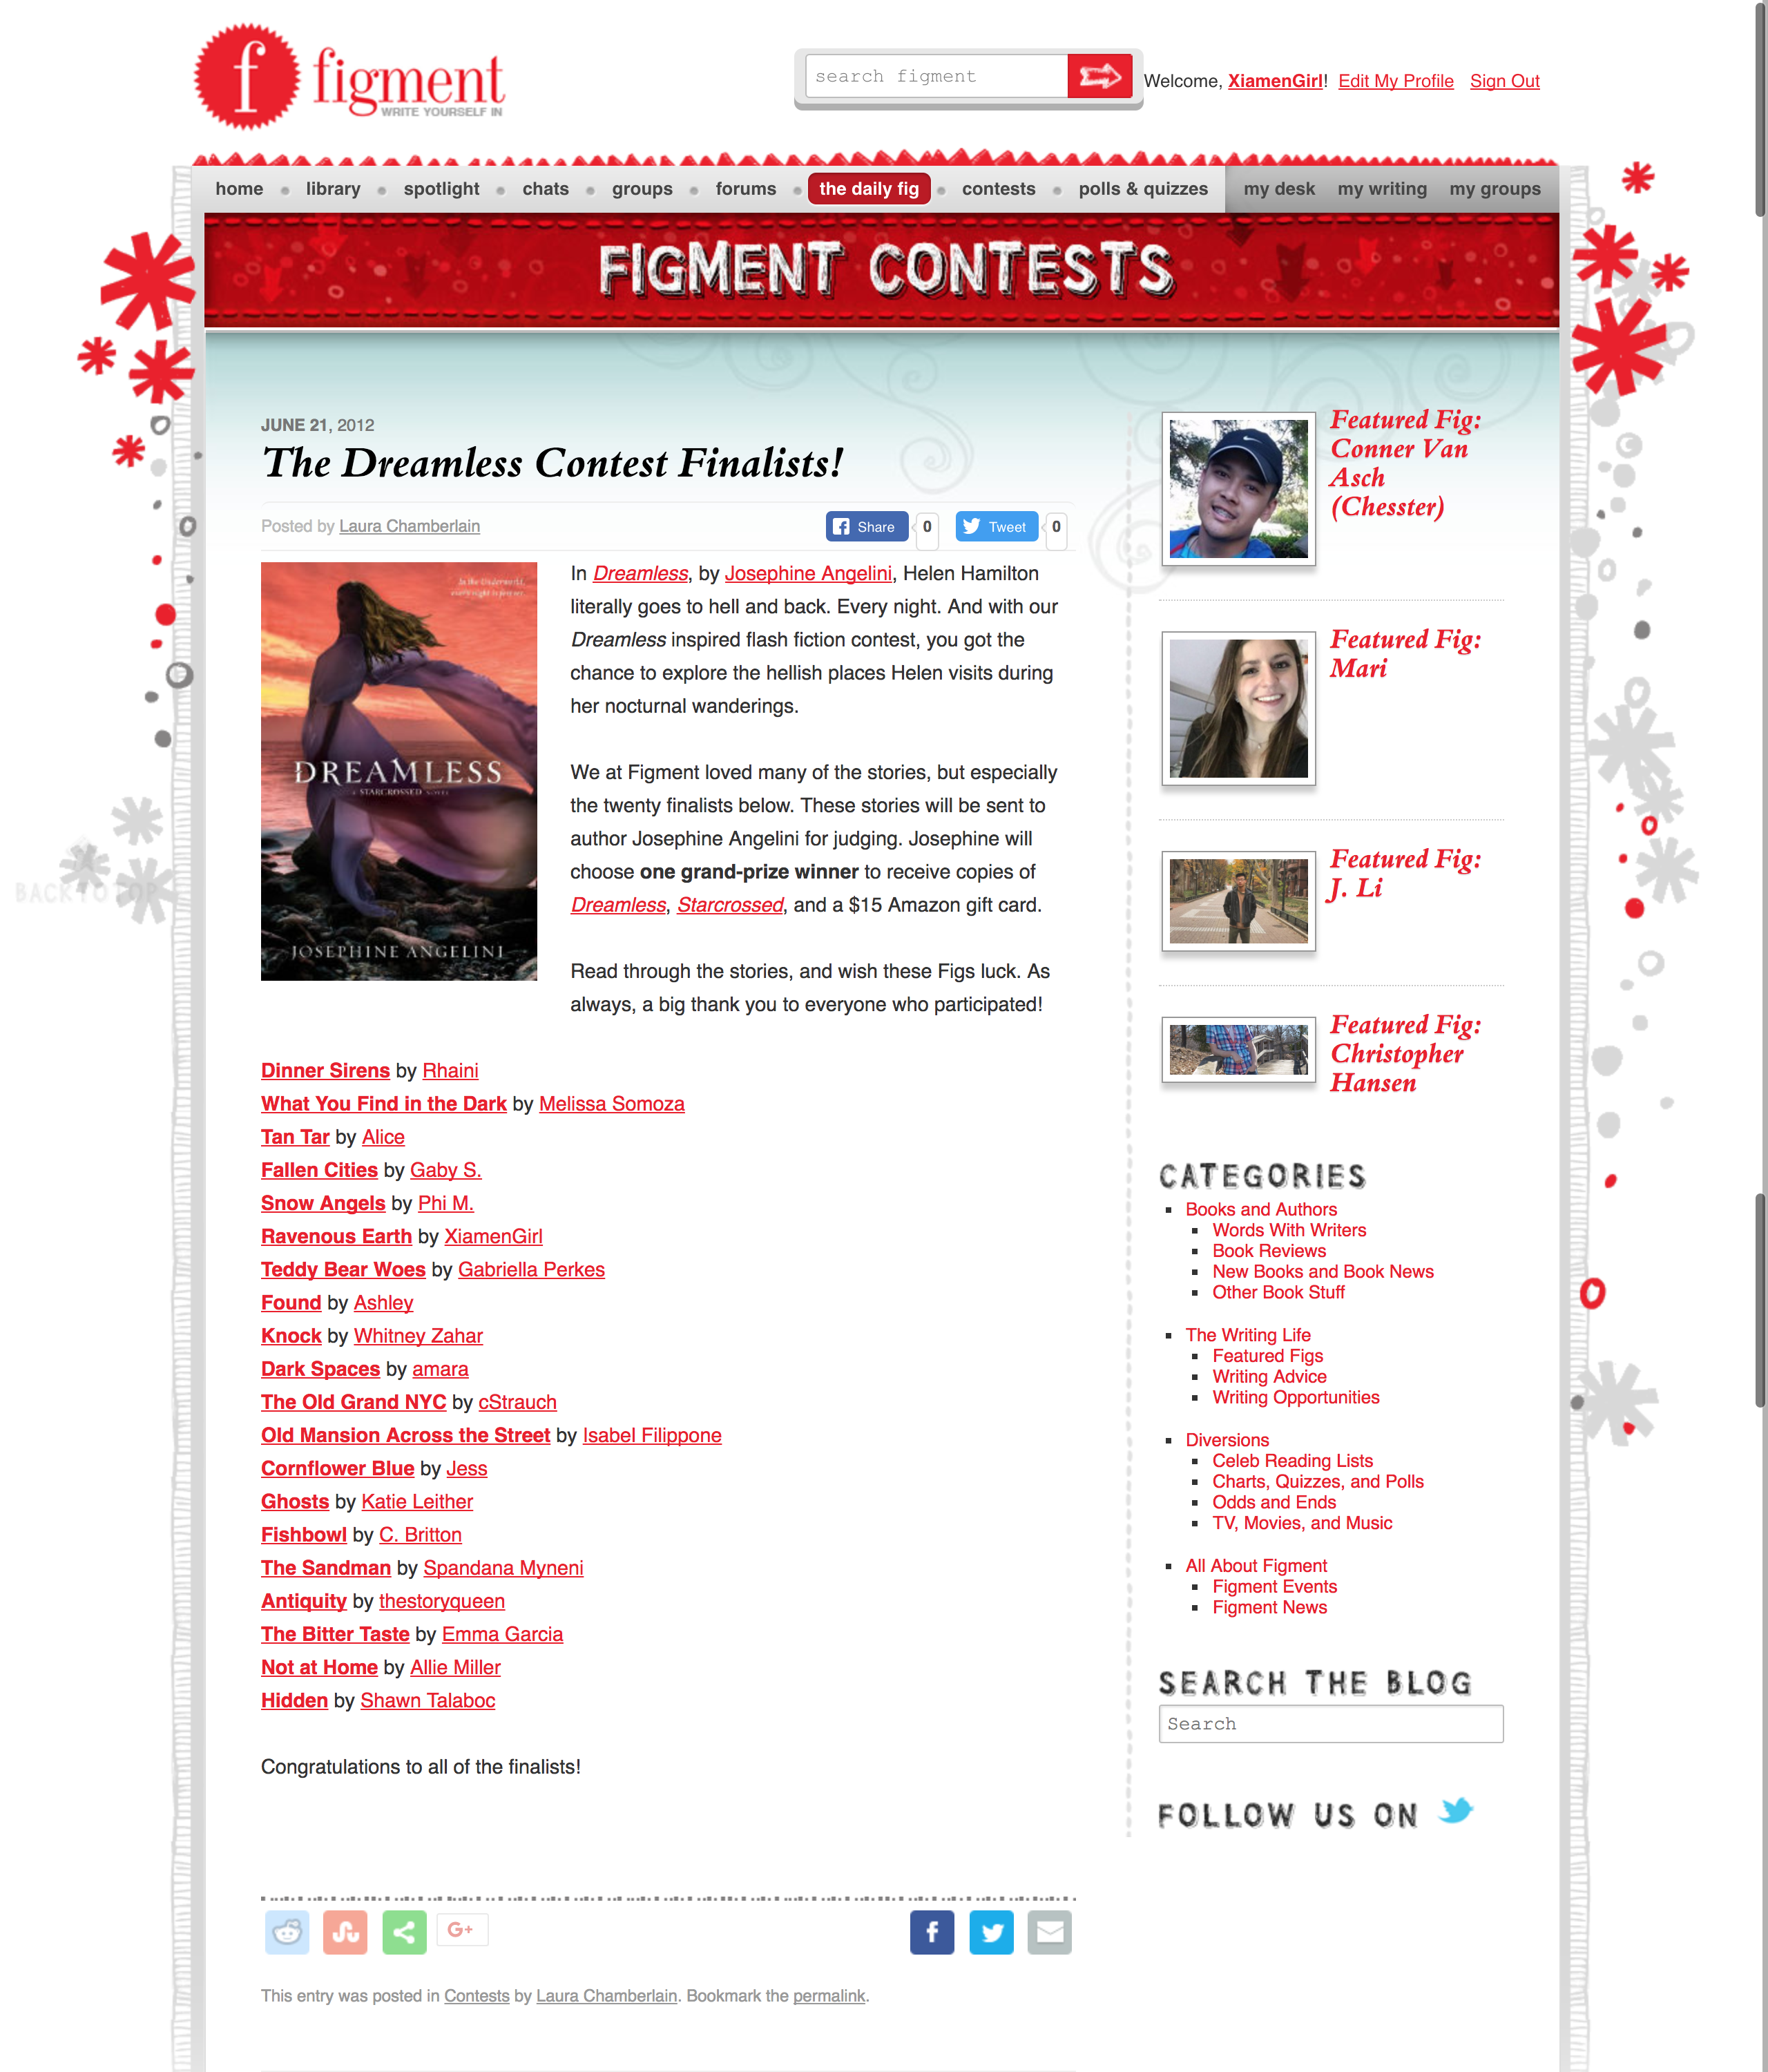 f figment
WRITE YOURSELF IN
search figment
Welcome, XiamenGirl! Edit My Profile Sign Out
home library spotlight chats groups forums the daily fig contests polls & quizzes my desk my writing my groups
FIGMENT CONTESTS
JUNE 21, 2012
The Dreamless Contest Finalists!
Posted by Laura Chamberlain
Share 0 Tweet 0
In the Underworld,
every night is forever.
DREAMLESS
A STARCROSSED NOVEL
JOSEPHINE ANGELINI
In Dreamless, by Josephine Angelini, Helen Hamilton
literally goes to hell and back. Every night. And with our
Dreamless inspired flash fiction contest, you got the
chance to explore the hellish places Helen visits during
her nocturnal wanderings.
We at Figment loved many of the stories, but especially
the twenty finalists below. These stories will be sent to
author Josephine Angelini for judging. Josephine will
choose one grand-prize winner to receive copies of
Dreamless, Starcrossed, and a $15 Amazon gift card.
Read through the stories, and wish these Figs luck. As
always, a big thank you to everyone who participated!
Dinner Sirens by Rhaini
What You Find in the Dark by Melissa Somoza
Tan Tar by Alice
Fallen Cities by Gaby S.
Snow Angels by Phi M.
Ravenous Earth by XiamenGirl
Teddy Bear Woes by Gabriella Perkes
Found by Ashley
Knock by Whitney Zahar
Dark Spaces by amara
The Old Grand NYC by cStrauch
Old Mansion Across the Street by Isabel Filippone
Cornflower Blue by Jess
Ghosts by Katie Leither
Fishbowl by C. Britton
The Sandman by Spandana Myneni
Antiquity by thestoryqueen
The Bitter Taste by Emma Garcia
Not at Home by Allie Miller
Hidden by Shawn Talaboc
Congratulations to all of the finalists!
G+
This entry was posted in Contests by Laura Chamberlain. Bookmark the permalink.
BACK TO TOP
Featured Fig:
Conner Van
Asch
(Chesster)
Featured Fig:
Mari
Featured Fig:
J. Li
Featured Fig:
Christopher
Hansen
CATEGORIES
Books and Authors
Words With Writers
Book Reviews
New Books and Book News
Other Book Stuff
The Writing Life
Featured Figs
Writing Advice
Writing Opportunities
Diversions
Celeb Reading Lists
Charts, Quizzes, and Polls
Odds and Ends
TV, Movies, and Music
All About Figment
Figment Events
Figment News
SEARCH THE BLOG
Search
FOLLOW US ON